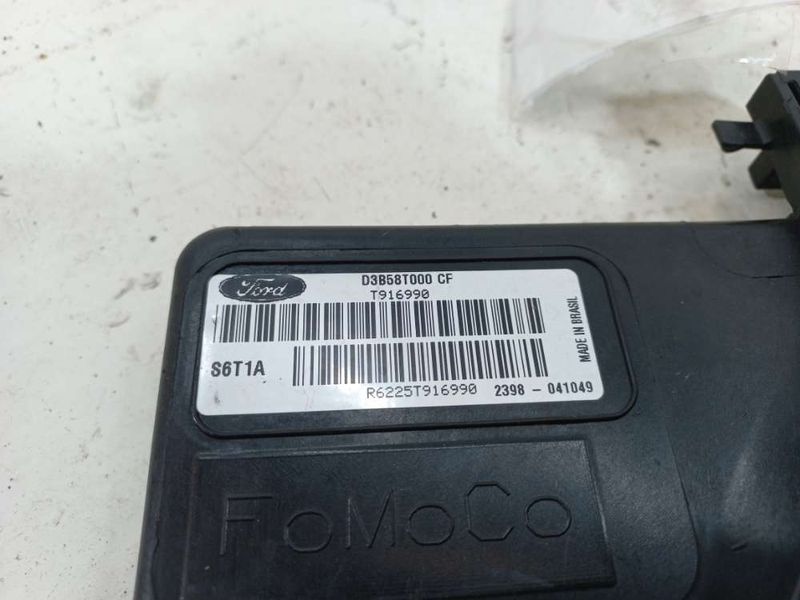 Ford
D3B58T000 CF
T916990
MADE IN BRASIL
S6T1A
R6225T916990 2398 - 041049
FoMoCo